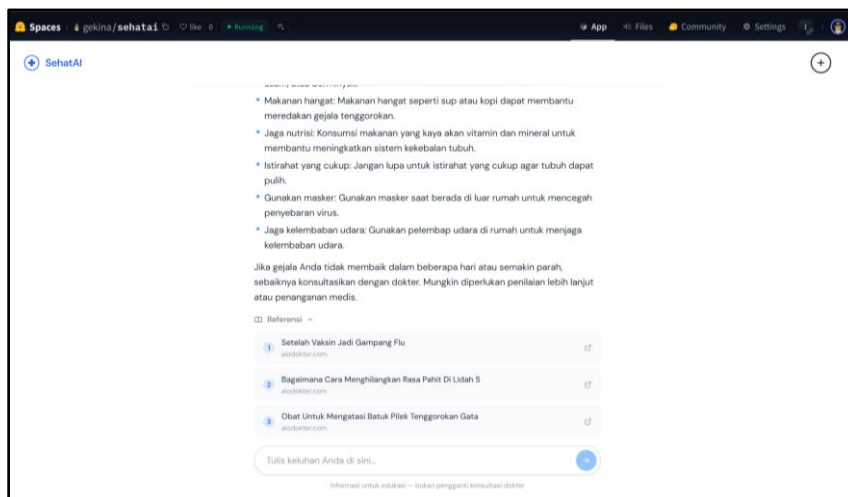 Spaces gekina/sehatai like 0 Running App Files Community Settings
SehatAI
Makanan hangat: Makanan hangat seperti sup atau kopi dapat membantu
meredakan gejala tenggorokan.
Jaga nutrisi: Konsumsi makanan yang kaya akan vitamin dan mineral untuk
membantu meningkatkan sistem kekebalan tubuh.
Istirahat yang cukup: Jangan lupa untuk istirahat yang cukup agar tubuh dapat
pulih.
Gunakan masker: Gunakan masker saat berada di luar rumah untuk mencegah
penyebaran virus.
Jaga kelembaban udara: Gunakan pelembap udara di rumah untuk menjaga
kelembaban udara.
Jika gejala Anda tidak membaik dalam beberapa hari atau semakin parah,
sebaiknya konsultasikan dengan dokter. Mungkin diperlukan penilaian lebih lanjut
atau penanganan medis.
Referensi
1 Setelah Vaksin Jadi Gampang Flu
alodokter.com
2 Bagaimana Cara Menghilangkan Rasa Pahit Di Lidah 5
alodokter.com
3 Obat Untuk Mengatasi Batuk Pilek Tenggorokan Gata
alodokter.com
Tulis keluhan Anda di sini...
Informasi untuk edukasi — bukan pengganti konsultasi dokter